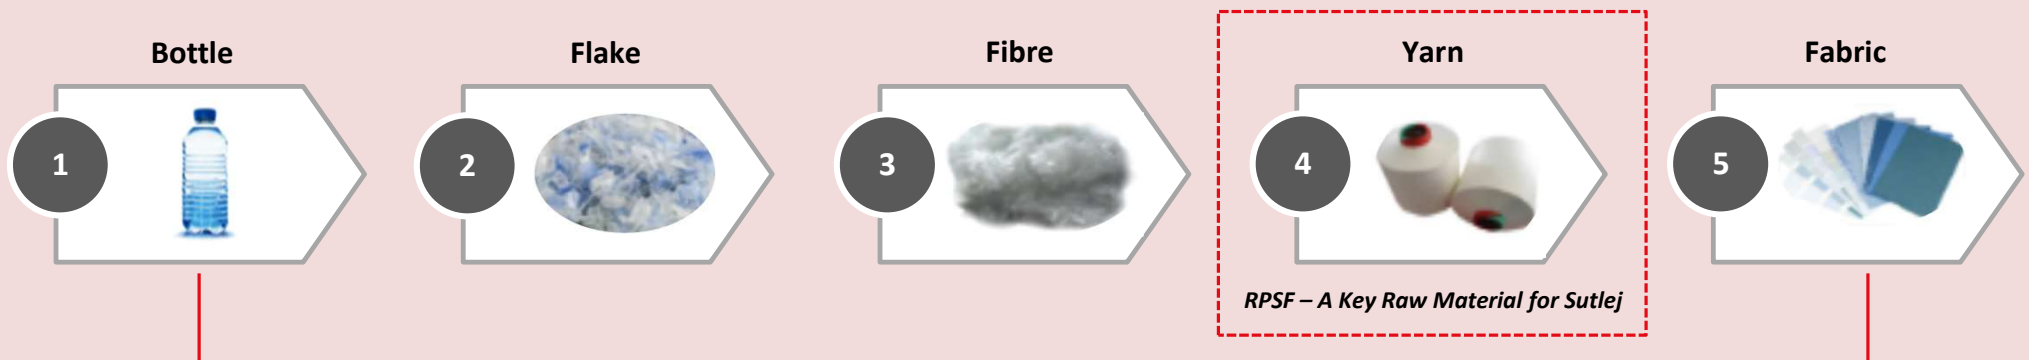 Bottle
Flake
Fibre
Yarn
Fabric
1
2
3
4
5
RPSF – A Key Raw Material for Sutlej